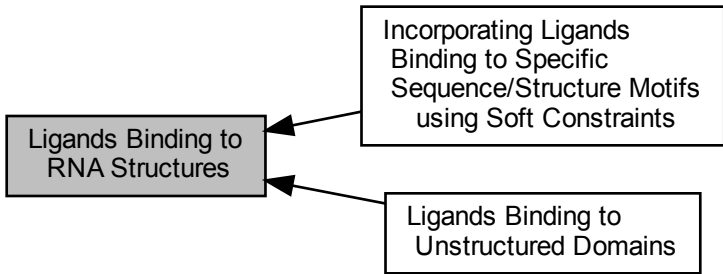 Incorporating Ligands
Binding to Specific
Sequence/Structure Motifs
using Soft Constraints
Ligands Binding to
RNA Structures
Ligands Binding to
Unstructured Domains